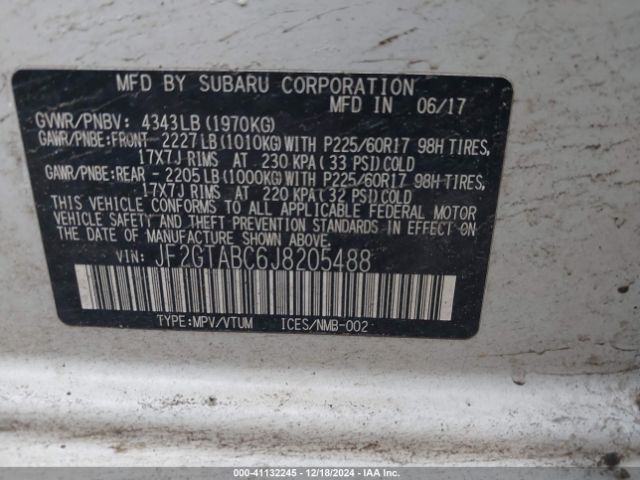 MFD BY SUBARU CORPORATION
MFD IN 06/17
GVWR/PNBV: 4343LB(1970KG)
GAWR/PNBE:FRONT- 2227LB(1010KG)WITH P225/60R17 98H TIRES,
17X7J RIMS AT 230 KPA( 33 PSI)COLD
GAWR/PNBE:REAR - 2205LB(1000KG)WITH P225/60R17 98H TIRES,
17X7J RIMS AT 220 KPA( 32 PSI)COLD
THIS VEHICLE CONFORMS TO ALL APPLICABLE FEDERAL MOTOR
VEHICLE SAFETY AND THEFT PREVENTION STANDARDS IN EFFECT ON
THE DATE OF MANUFACTURE SHOWN ABOVE.
VIN: JF2GTABC6J8205488
TYPE:MPV/VTUM ICES/NMB-002
000-41132245 - 12/18/2024 - IAA Inc.